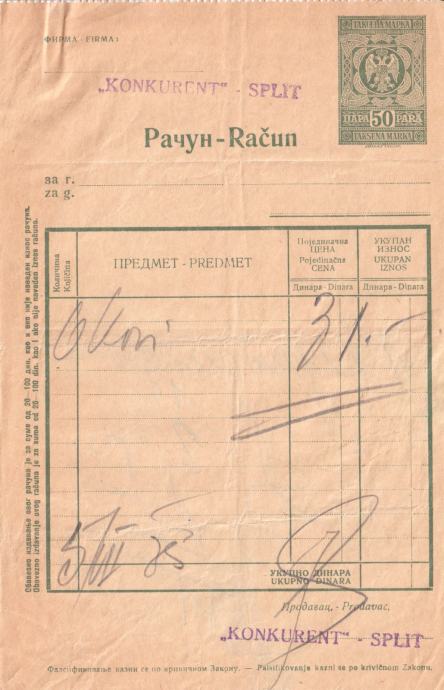 ФИРМА - FIRMA:
„KONKURENT“ - SPLIT
ТАКСЕНА МАРКА
ПАРА 50 PARA
TAKSENA MARKA
Рачун - Račun
за г.
za g.
Количина
Količina
ПРЕДМЕТ - PREDMET
Појединачна
ЦЕНА
Pojedinačna
CENA
Динара - Dinara
УКУПАН
ИЗНОС
UKUPAN
IZNOS
Динара - Dinara
31.-
УКУПНО ДИНАРА
UKUPNO DINARA
Продавац, - Prodavac,
„KONKURENT“ - SPLIT
Фалсификовање казни се по кривичном Закону. — Falsifikovanje kazni se po krivičnom Zakonu.
Обавезно издавање овог рачуна је за суме од 20—100 дин. као и ако није наведен износ рачуна.
Obavezno izdavanje ovog računa je za suma od 20—100 din. kao i ako nije naveden iznos računa.